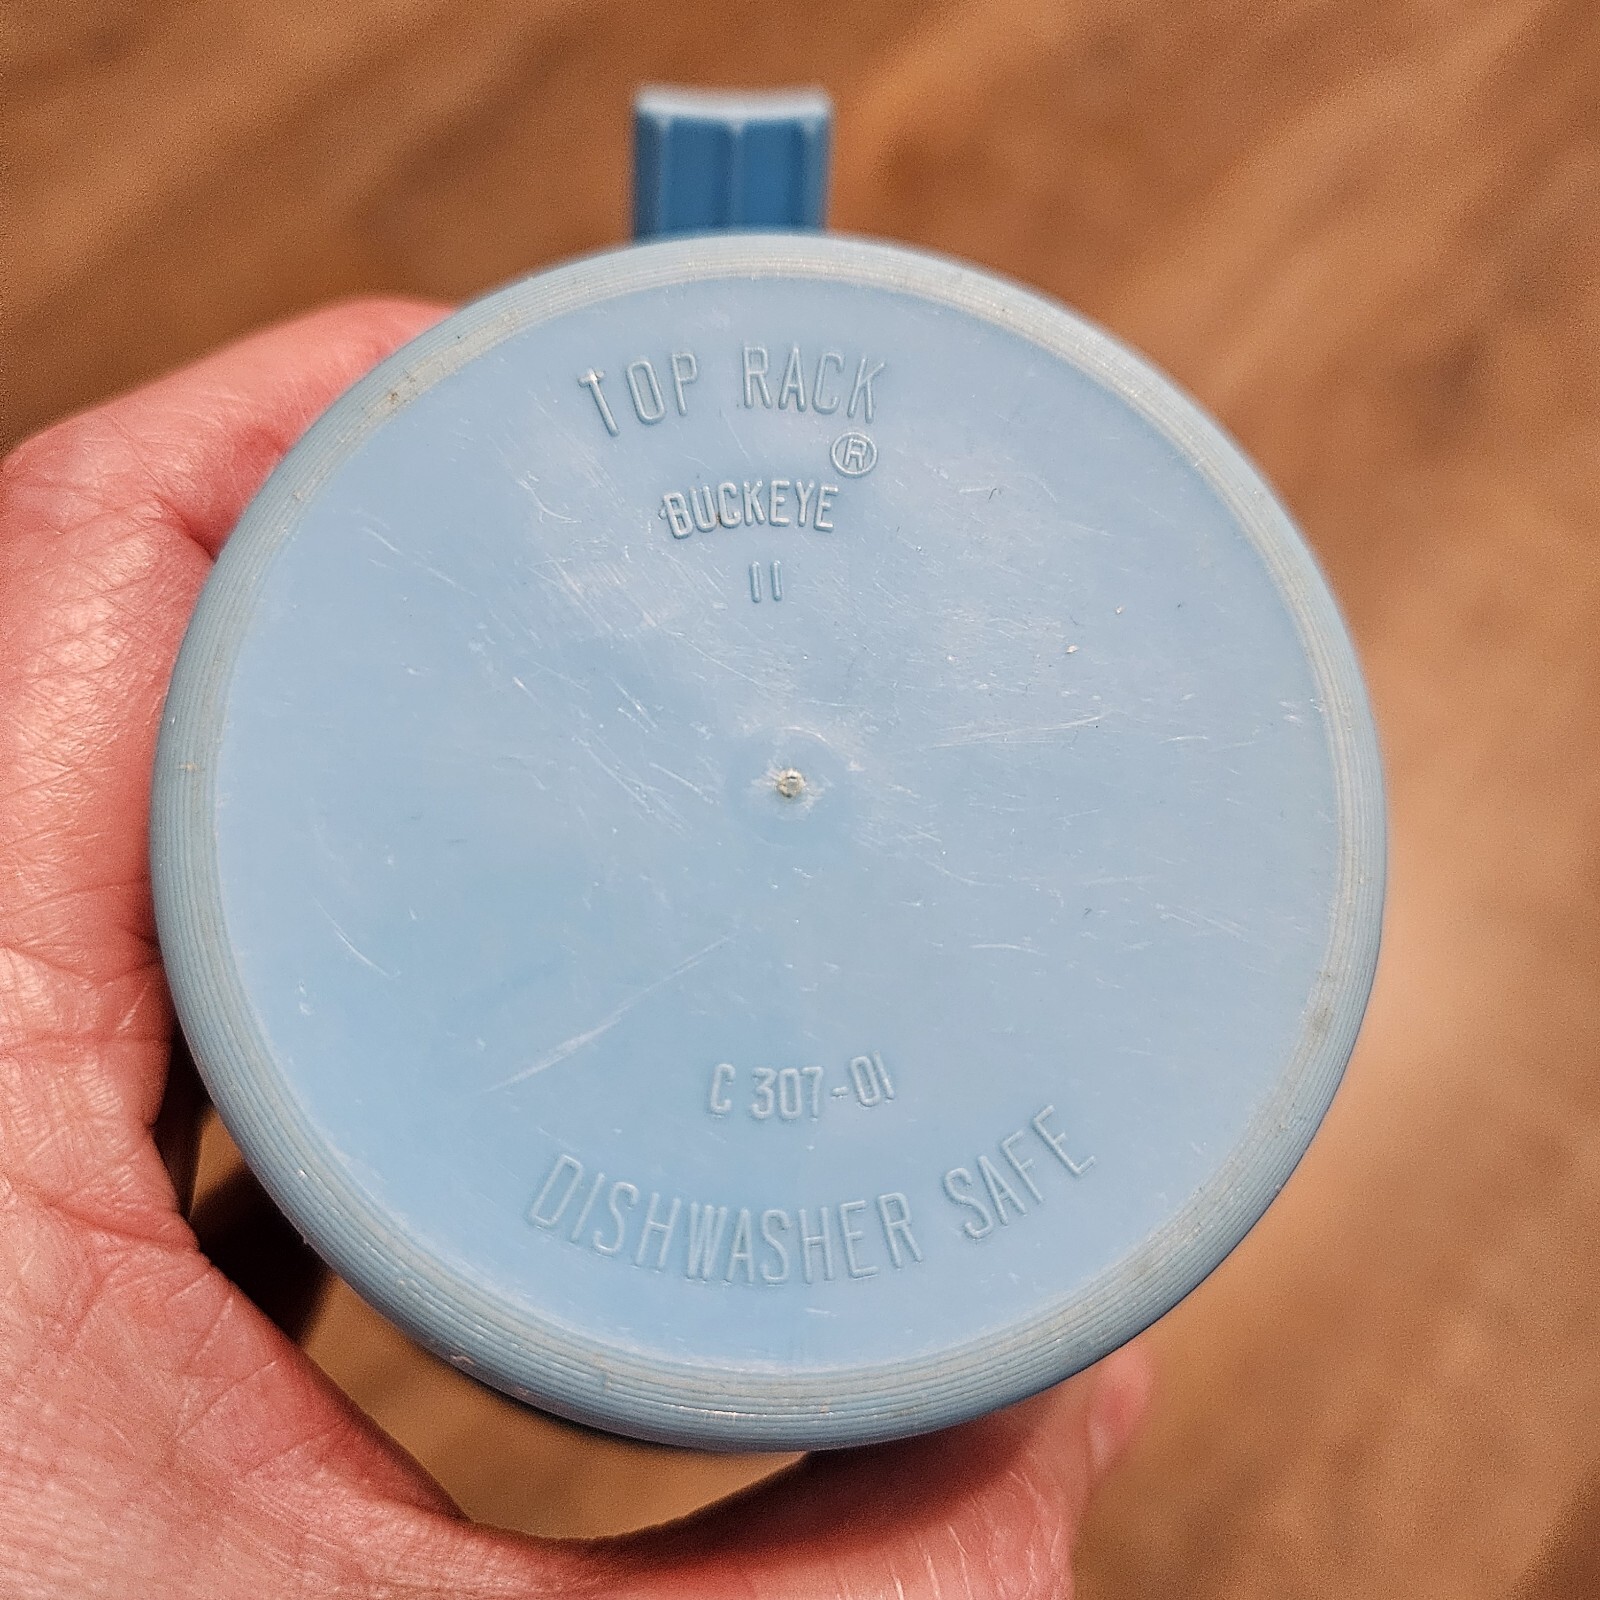 TOP RACK
®
BUCKEYE
11
C 307-01
DISHWASHER SAFE